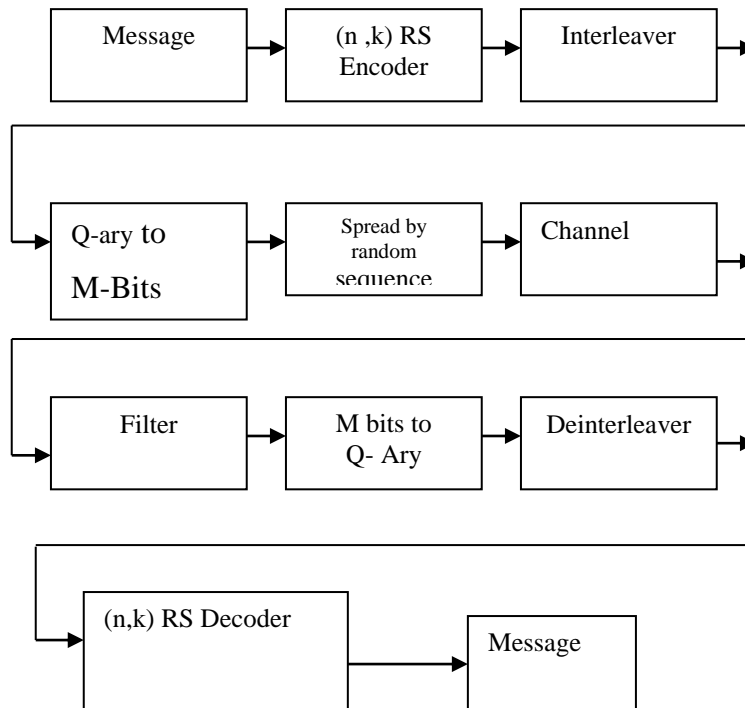 Message
(n ,k) RS
Encoder
Interleaver
Q-ary to
M-Bits
Spread by
random
sequence
Channel
Filter
M bits to
Q- Ary
Deinterleaver
(n,k) RS Decoder
Message